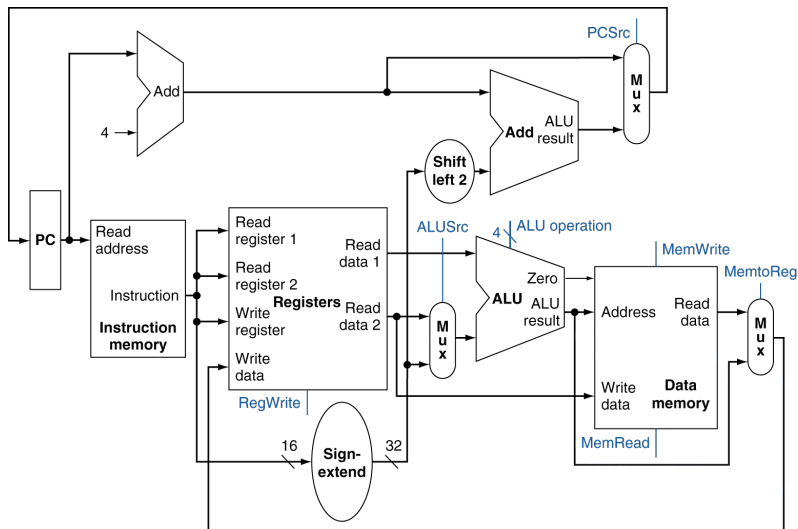 PCSrc
Add
4
M
u
x
Add
ALU
result
Shift
left 2
PC
Read
address
Instruction
Instruction
memory
Read
register 1
Read
register 2
Write
register
Write
data
Registers
Read
data 1
Read
data 2
RegWrite
16
Sign-
extend
32
ALUSrc
M
u
x
4
ALU operation
Zero
ALU
ALU
result
MemWrite
Address
Read
data
Write
data
Data
memory
MemRead
MemtoReg
M
u
x